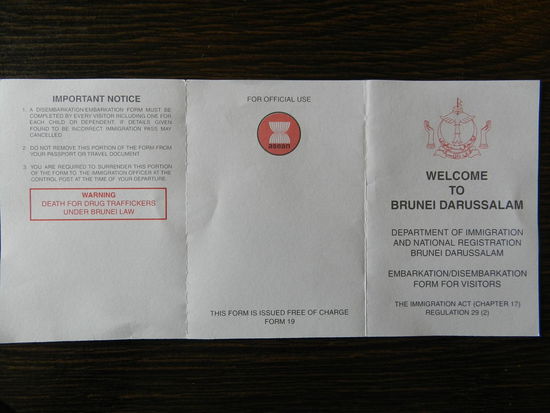 IMPORTANT NOTICE
1. A DISEMBARKATION/EMBARKATION FORM MUST BE
COMPLETED BY EVERY VISITOR INCLUDING ONE FOR
EACH CHILD OR DEPENDENT. IF DETAILS GIVEN
FOUND TO BE INCORRECT IMMIGRATION PASS MAY
CANCELLED
2. DO NOT REMOVE THIS PORTION OF THE FORM FROM
YOUR PASSPORT OR TRAVEL DOCUMENT.
3. YOU ARE REQUIRED TO SURRENDER THIS PORTION
OF THE FORM TO THE IMMIGRATION OFFICER AT THE
CONTROL POST AT THE TIME OF YOUR DEPARTURE.
WARNING
DEATH FOR DRUG TRAFFICKERS
UNDER BRUNEI LAW
FOR OFFICIAL USE
asean
THIS FORM IS ISSUED FREE OF CHARGE
FORM 19
WELCOME
TO
BRUNEI DARUSSALAM
DEPARTMENT OF IMMIGRATION
AND NATIONAL REGISTRATION
BRUNEI DARUSSALAM
EMBARKATION/DISEMBARKATION
FORM FOR VISITORS
THE IMMIGRATION ACT (CHAPTER 17)
REGULATION 29 (2)